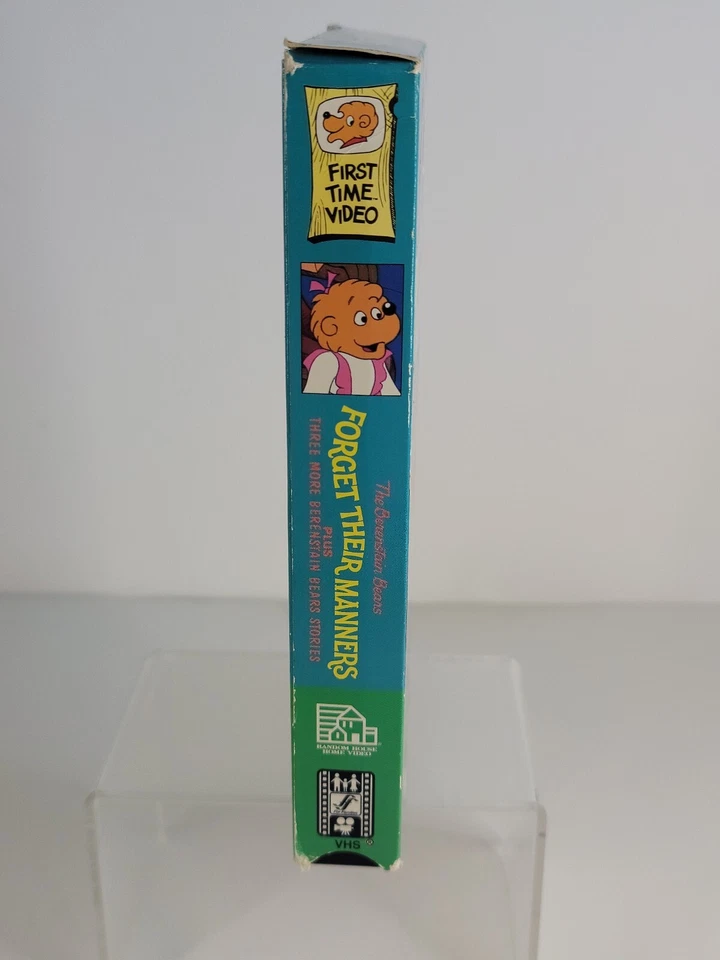 FIRST
TIME™
VIDEO
The Berenstain Bears
FORGET THEIR MANNERS
PLUS
THREE MORE BERENSTAIN BEARS STORIES
RANDOM HOUSE
HOME VIDEO
VHS